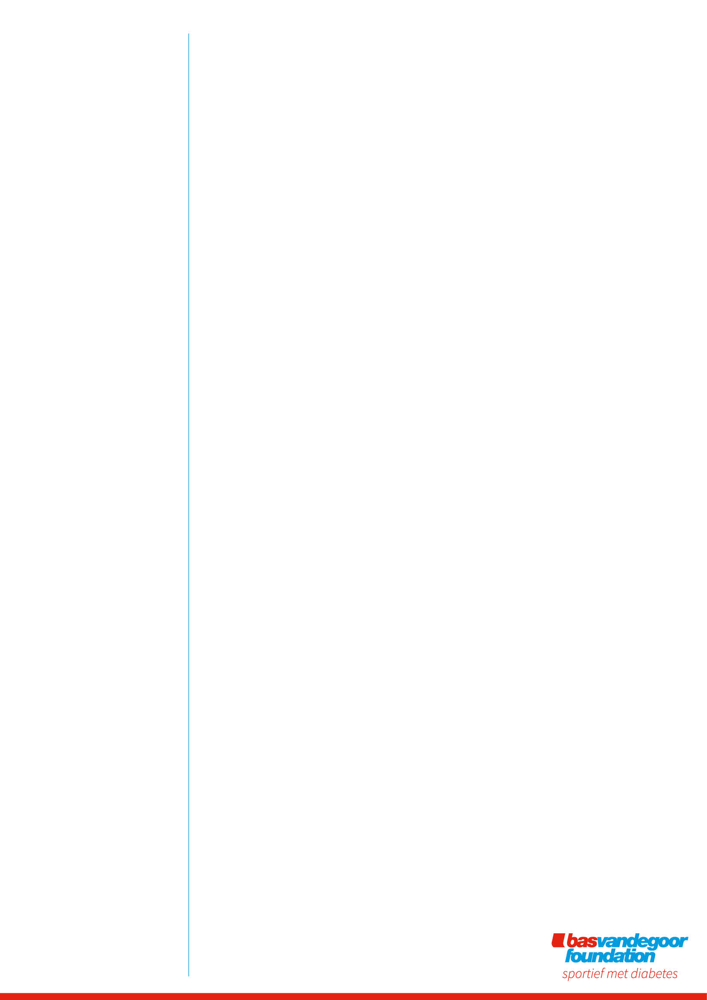 basvandegoor
foundation
sportief met diabetes